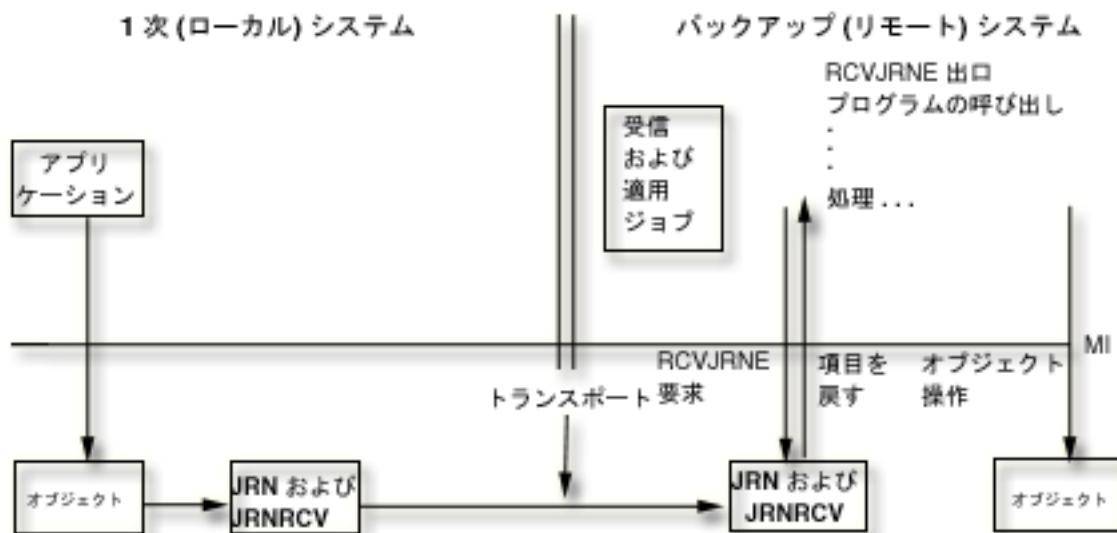 1 次 (ローカル) システム
バックアップ (リモート) システム
RCVJRNE 出口
プログラムの呼び出し
.
.
.
処理 . . .
受信
および
適用
ジョブ
アプリ
ケーション
MI
RCVJRNE
要求
項目を
戻す
オブジェクト
操作
トランスポート
オブジェクト
JRN および
JRNRCV
JRN および
JRNRCV
オブジェクト